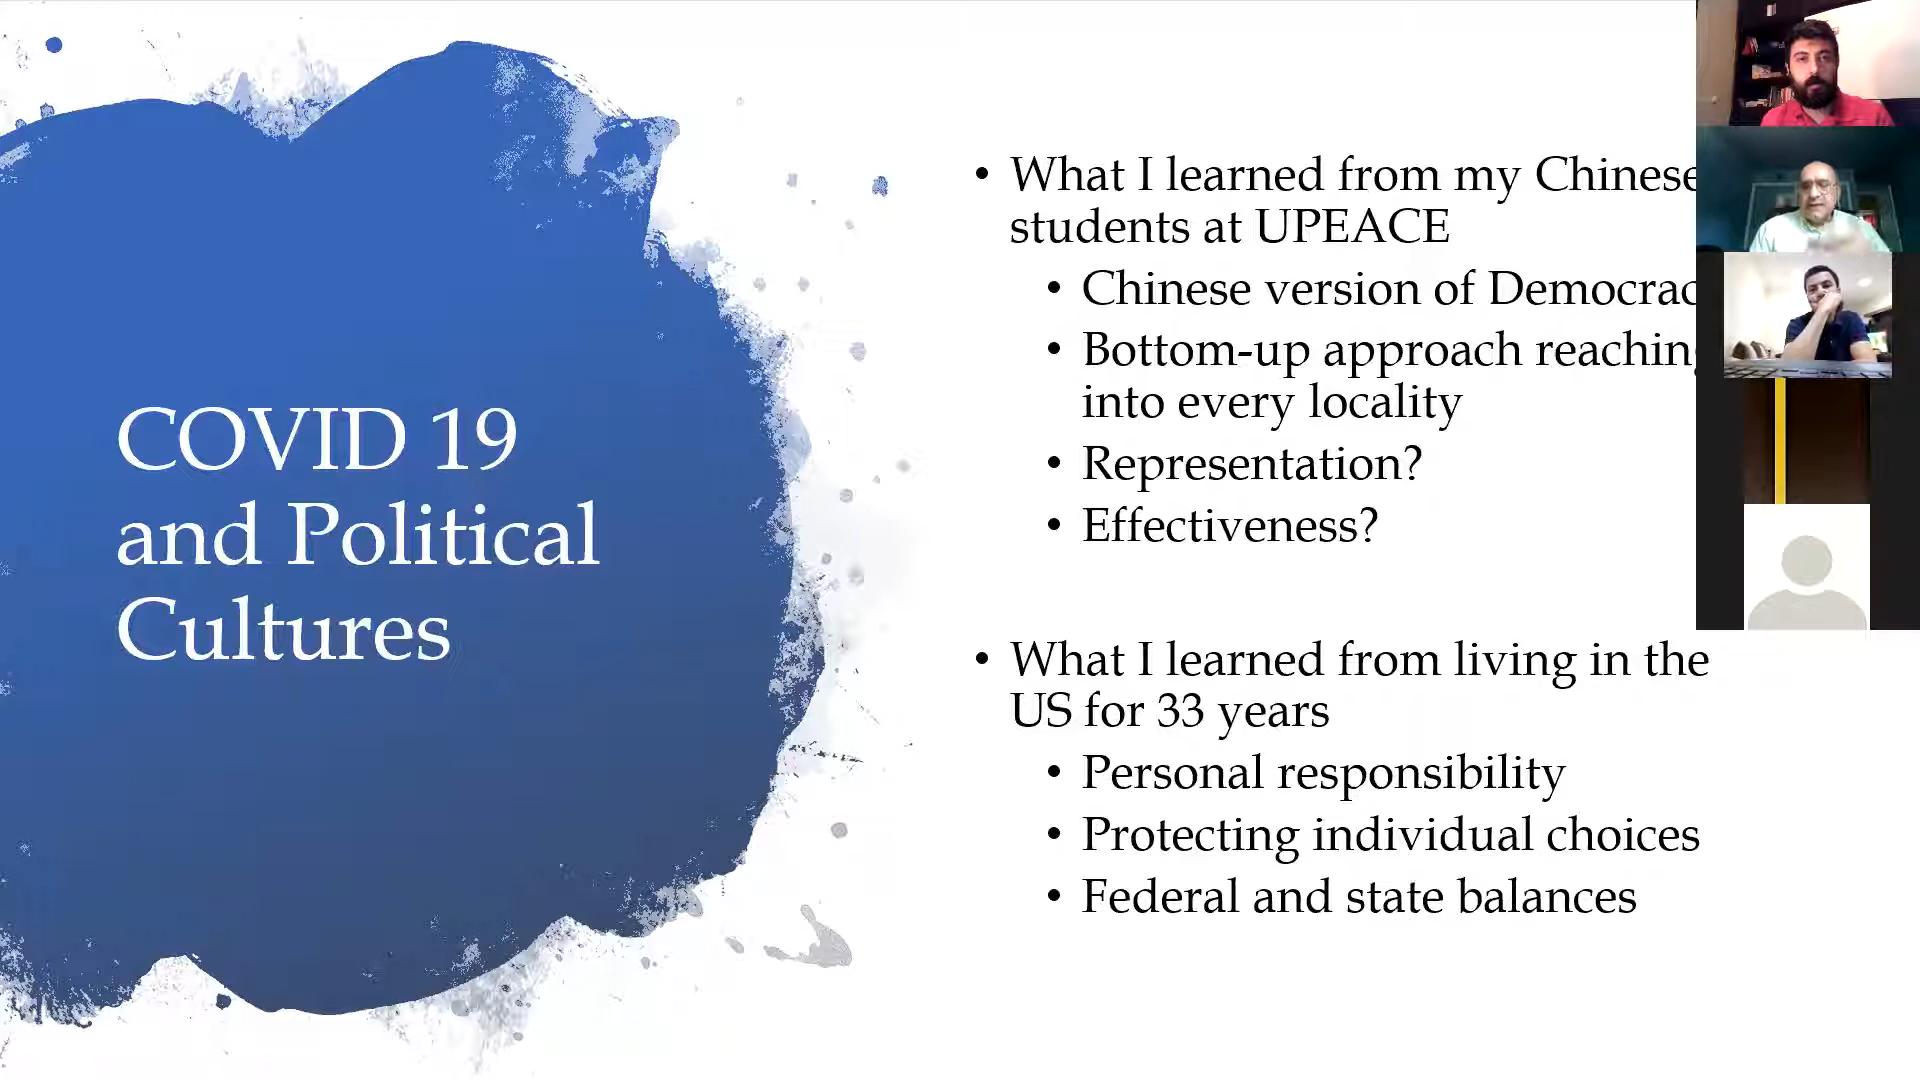 COVID 19
and Political
Cultures
• What I learned from my Chinese
students at UPEACE
• Chinese version of Democrac
• Bottom-up approach reachin
into every locality
• Representation?
• Effectiveness?
• What I learned from living in the
US for 33 years
• Personal responsibility
• Protecting individual choices
• Federal and state balances